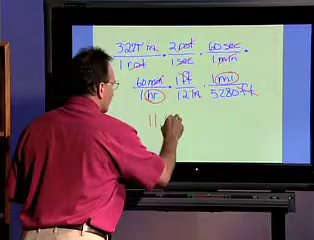 32π in / 1 rot · 2 rot / 1 sec · 60 sec / 1 min ·
60 min / 1 hr · 1 ft / 12 in · 1 mi / 5280 ft
11